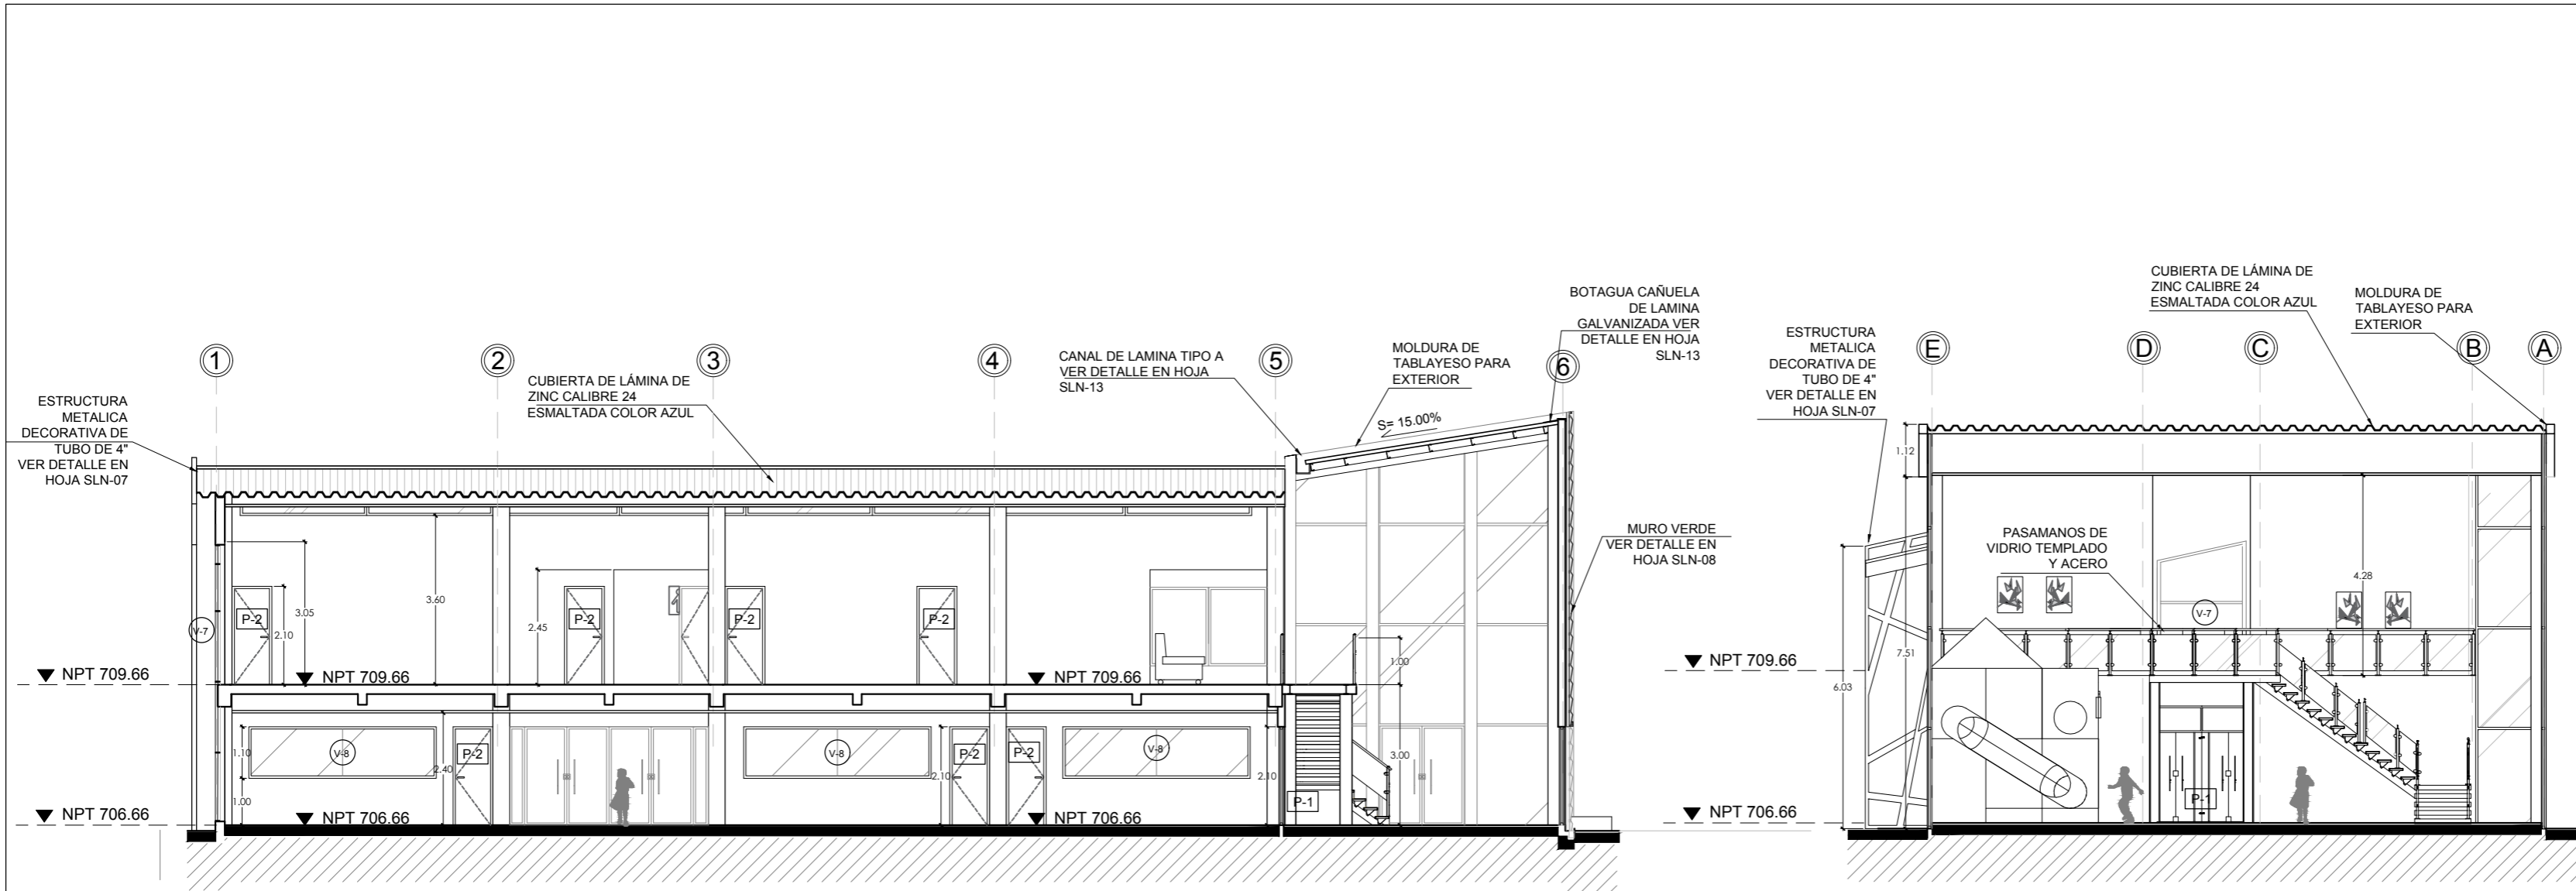 1
2
3
4
5
6
ESTRUCTURA
METALICA
DECORATIVA DE
TUBO DE 4"
VER DETALLE EN
HOJA SLN-07
CUBIERTA DE LÁMINA DE
ZINC CALIBRE 24
ESMALTADA COLOR AZUL
CANAL DE LAMINA TIPO A
VER DETALLE EN HOJA
SLN-13
MOLDURA DE
TABLAYESO PARA
EXTERIOR
BOTAGUA CAÑUELA
DE LAMINA
GALVANIZADA VER
DETALLE EN HOJA
SLN-13
S= 15.00%
MURO VERDE
VER DETALLE EN
HOJA SLN-08
V-7
P-2
2.10
3.05
3.60
2.45
P-2
P-2
P-2
1.00
NPT 709.66
NPT 709.66
NPT 709.66
1.10
1.00
V-8
2.40
P-2
V-8
2.10
P-2
P-2
V-8
2.10
P-1
3.00
NPT 706.66
NPT 706.66
NPT 706.66
E
D
C
B
A
ESTRUCTURA
METALICA
DECORATIVA DE
TUBO DE 4"
VER DETALLE EN
HOJA SLN-07
CUBIERTA DE LÁMINA DE
ZINC CALIBRE 24
ESMALTADA COLOR AZUL
MOLDURA DE
TABLAYESO PARA
EXTERIOR
1.12
PASAMANOS DE
VIDRIO TEMPLADO
Y ACERO
4.28
V-7
7.51
6.03
NPT 709.66
P-1
NPT 706.66